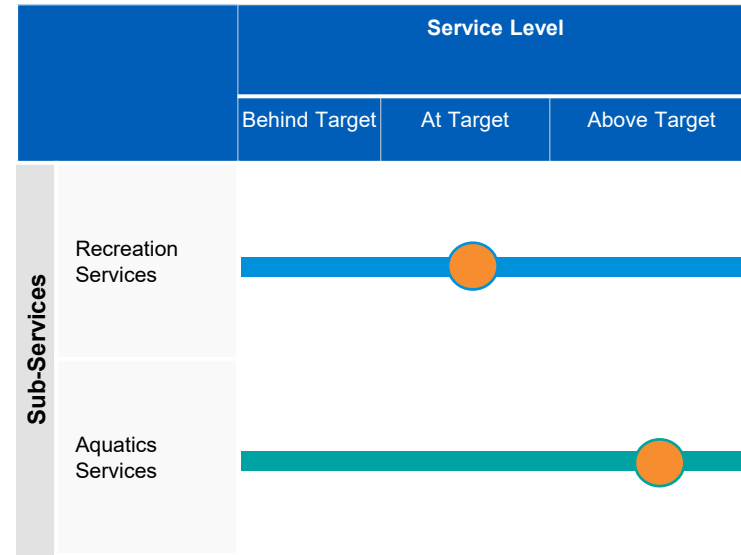 Service Level
Behind Target
At Target
Above Target
Sub-Services
Recreation
Services
Aquatics
Services